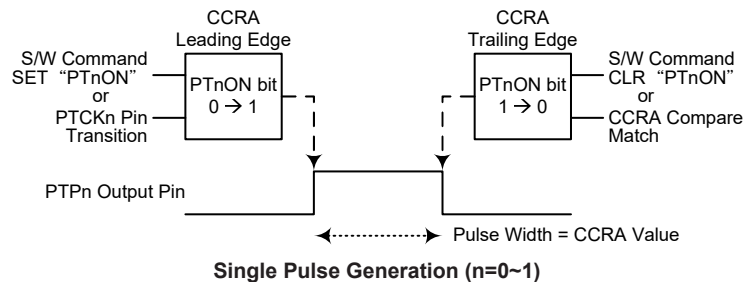 CCRA
Leading Edge
CCRA
Trailing Edge
S/W Command
SET “PTnON”
or
PTCKn Pin
Transition
PTnON bit
0 → 1
PTnON bit
1 → 0
S/W Command
CLR “PTnON”
or
CCRA Compare
Match
PTPn Output Pin
Pulse Width = CCRA Value
Single Pulse Generation (n=0~1)